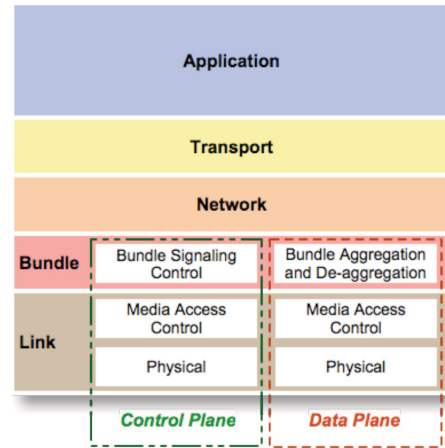 Application
Transport
Network
Bundle
Bundle Signaling
Control
Bundle Aggregation
and De-aggregation
Link
Media Access
Control
Media Access
Control
Physical
Physical
Control Plane
Data Plane